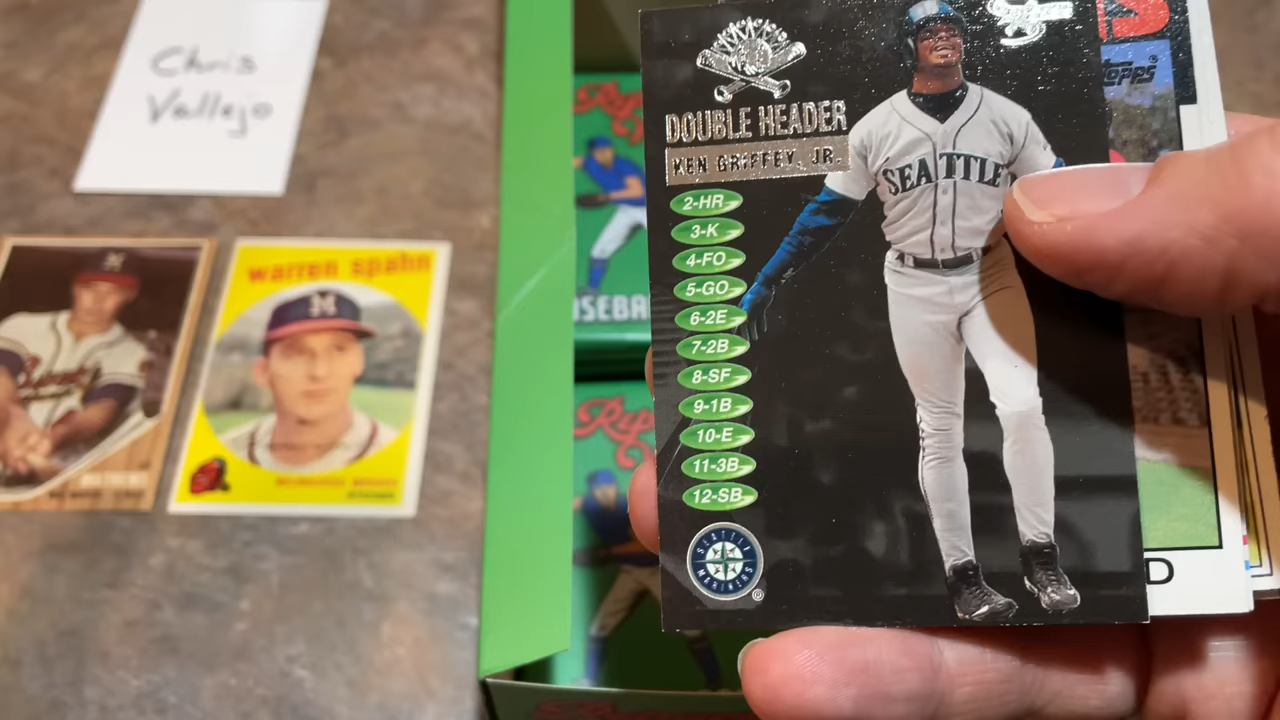 Chris
Vallejo
warren spahn
DOUBLE HEADER
KEN GRIFFEY, JR.
2-HR
3-K
4-FO
5-GO
6-2E
7-2B
8-SF
9-1B
10-E
11-3B
12-SB
SEATTLE
SEATTLE
MARINERS
®
TOPPS
D
M
M